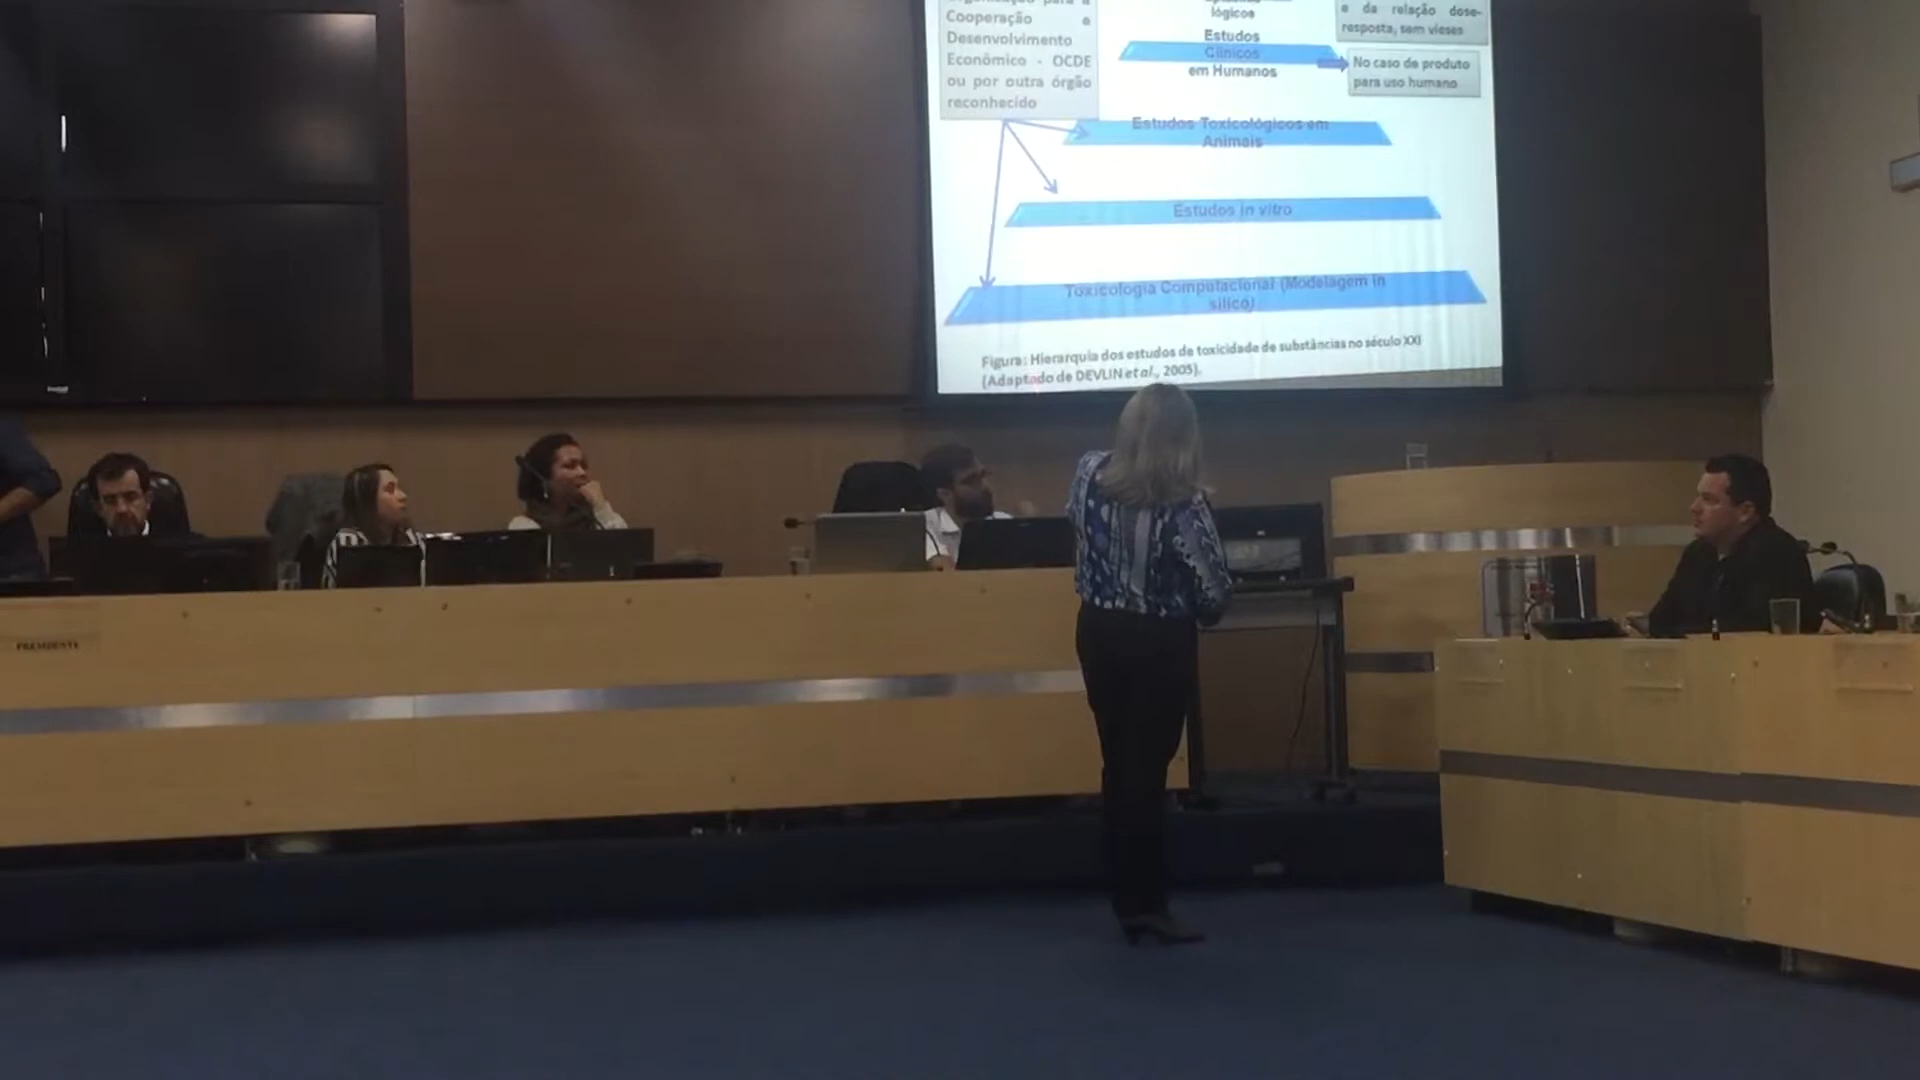 Cooperação e
Desenvolvimento
Econômico - OCDE
ou por outra órgão
reconhecido
lógicos
Estudos
Clínicos
em Humanos
e da relação dose-
resposta, sem vieses
No caso de produto
para uso humano
Estudos Toxicológicos em
Animais
Estudos in vitro
Toxicologia Computacional (Modelagem in
silico)
Figura: Hierarquia dos estudos de toxicidade de substâncias no século XXI
(Adaptado de DEVLIN et al., 2005).
PRESIDENTE